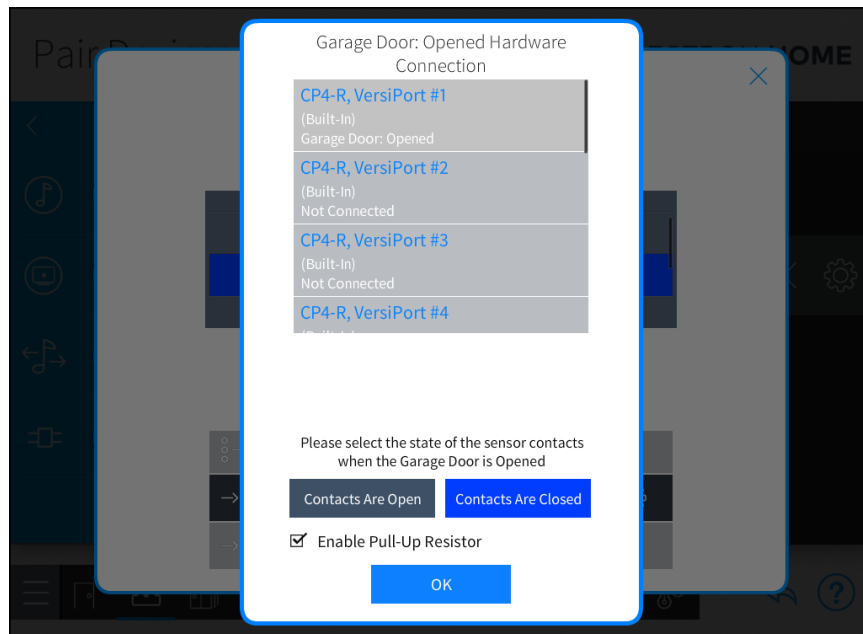 Pair
OME
Garage Door: Opened Hardware
Connection
CP4-R, VersiPort #1
(Built-In)
Garage Door: Opened
CP4-R, VersiPort #2
(Built-In)
Not Connected
CP4-R, VersiPort #3
(Built-In)
Not Connected
CP4-R, VersiPort #4
Please select the state of the sensor contacts
when the Garage Door is Opened
Contacts Are Open
Contacts Are Closed
Enable Pull-Up Resistor
OK
?